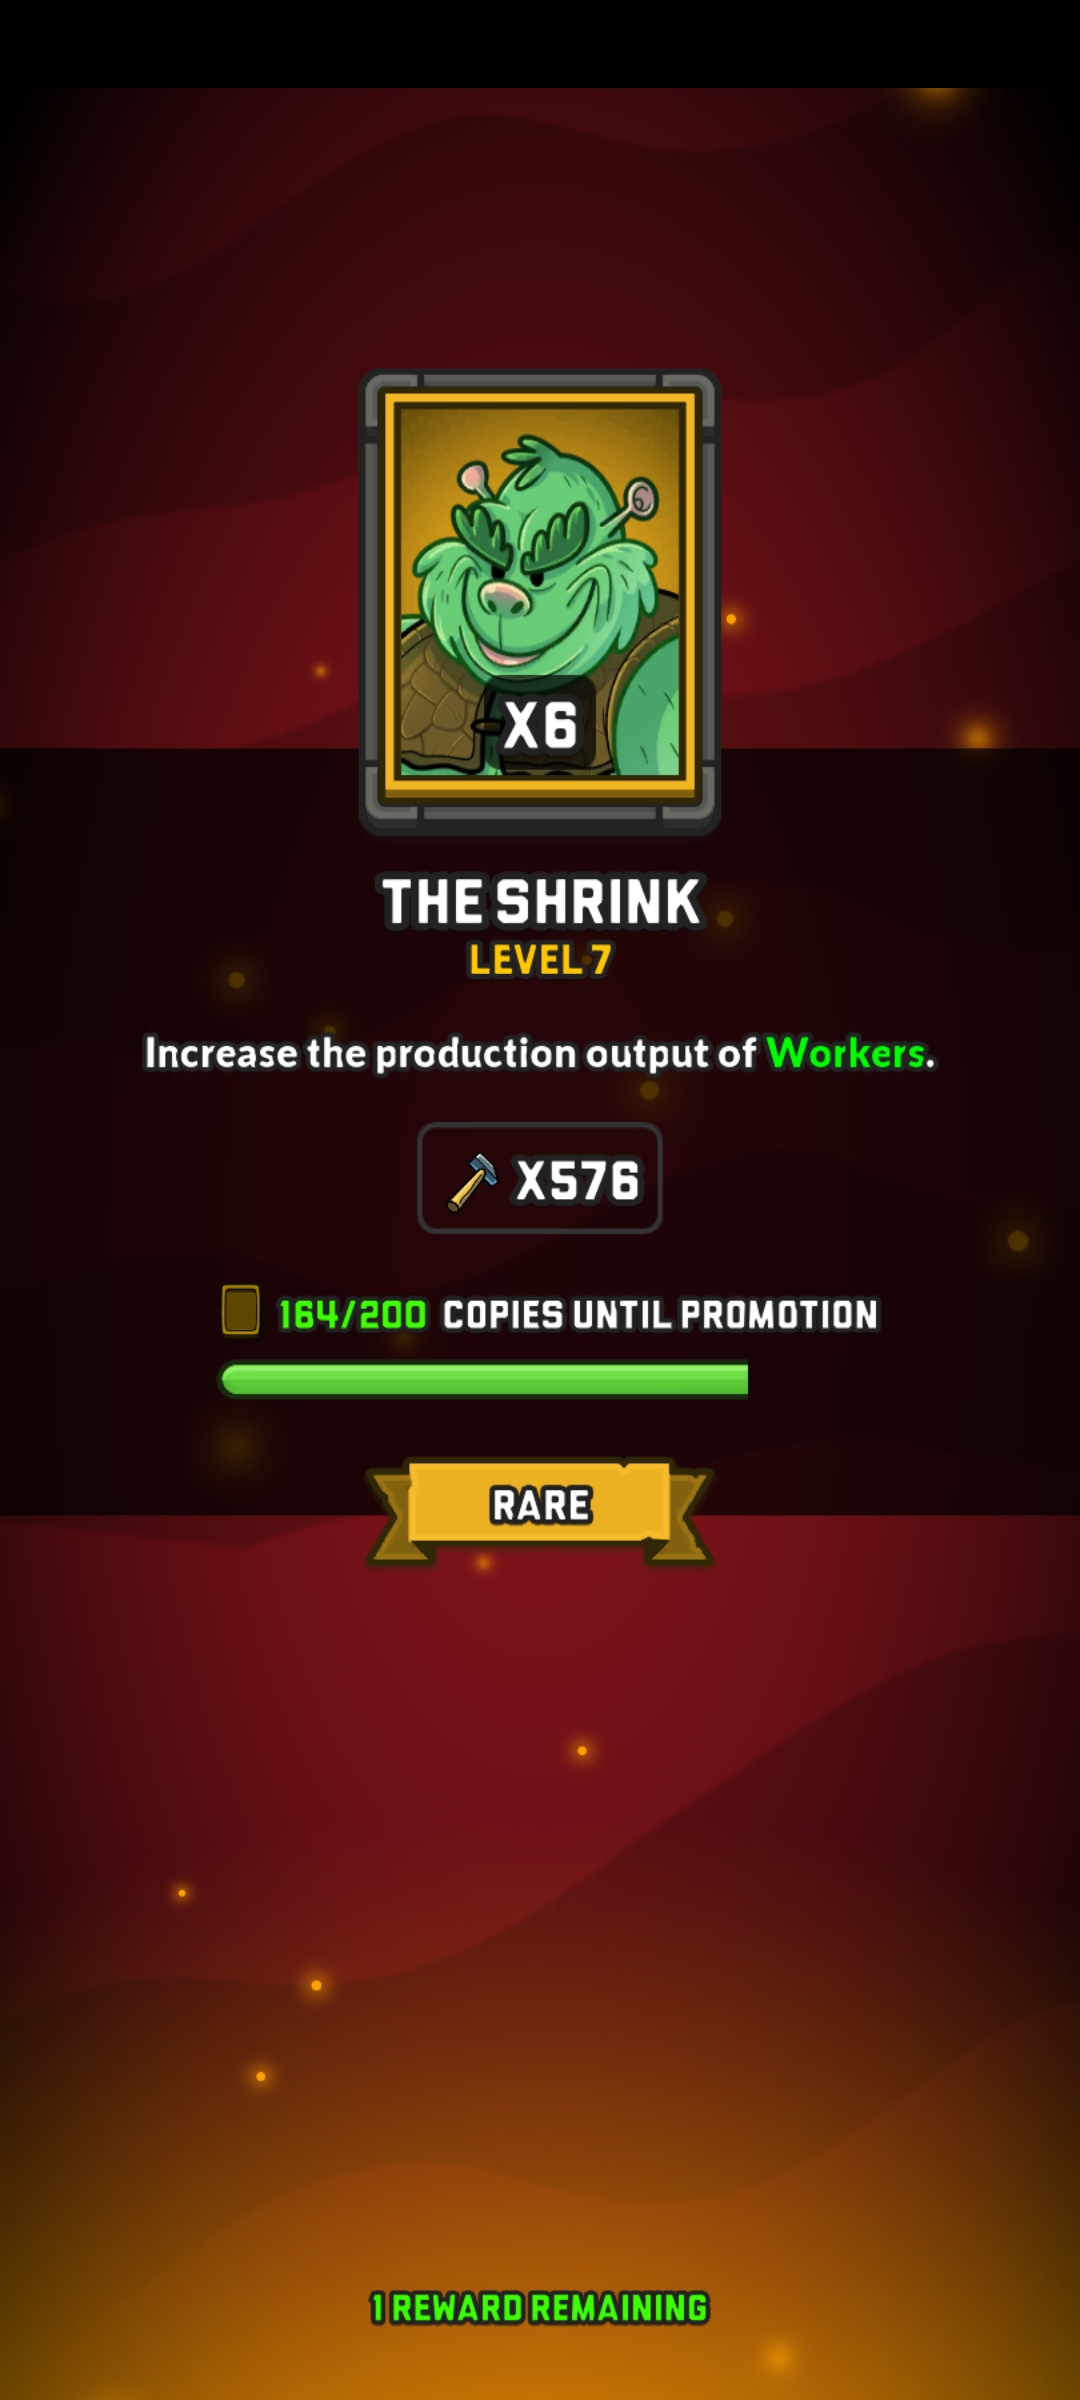 X6
THE SHRINK
LEVEL 7
Increase the production output of Workers.
X576
164/200 COPIES UNTIL PROMOTION
RARE
1 REWARD REMAINING